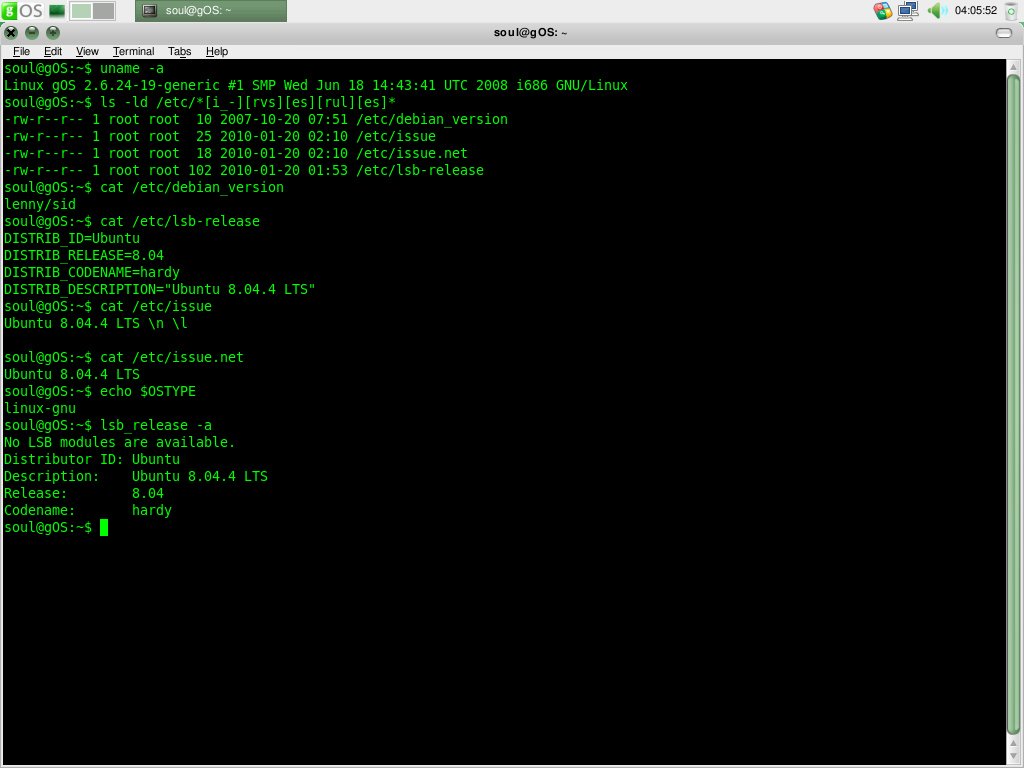 gOS soul@gOS: ~ 04:05:52
soul@gOS: ~
File Edit View Terminal Tabs Help
soul@gOS:~$ uname -a
Linux gOS 2.6.24-19-generic #1 SMP Wed Jun 18 14:43:41 UTC 2008 i686 GNU/Linux
soul@gOS:~$ ls -ld /etc/*[i_-][rvs][es][rul][es]*
-rw-r--r-- 1 root root  10 2007-10-20 07:51 /etc/debian_version
-rw-r--r-- 1 root root  25 2010-01-20 02:10 /etc/issue
-rw-r--r-- 1 root root  18 2010-01-20 02:10 /etc/issue.net
-rw-r--r-- 1 root root 102 2010-01-20 01:53 /etc/lsb-release
soul@gOS:~$ cat /etc/debian_version
lenny/sid
soul@gOS:~$ cat /etc/lsb-release
DISTRIB_ID=Ubuntu
DISTRIB_RELEASE=8.04
DISTRIB_CODENAME=hardy
DISTRIB_DESCRIPTION="Ubuntu 8.04.4 LTS"
soul@gOS:~$ cat /etc/issue
Ubuntu 8.04.4 LTS \n \l
soul@gOS:~$ cat /etc/issue.net
Ubuntu 8.04.4 LTS
soul@gOS:~$ echo $OSTYPE
linux-gnu
soul@gOS:~$ lsb_release -a
No LSB modules are available.
Distributor ID: Ubuntu
Description:    Ubuntu 8.04.4 LTS
Release:        8.04
Codename:       hardy
soul@gOS:~$